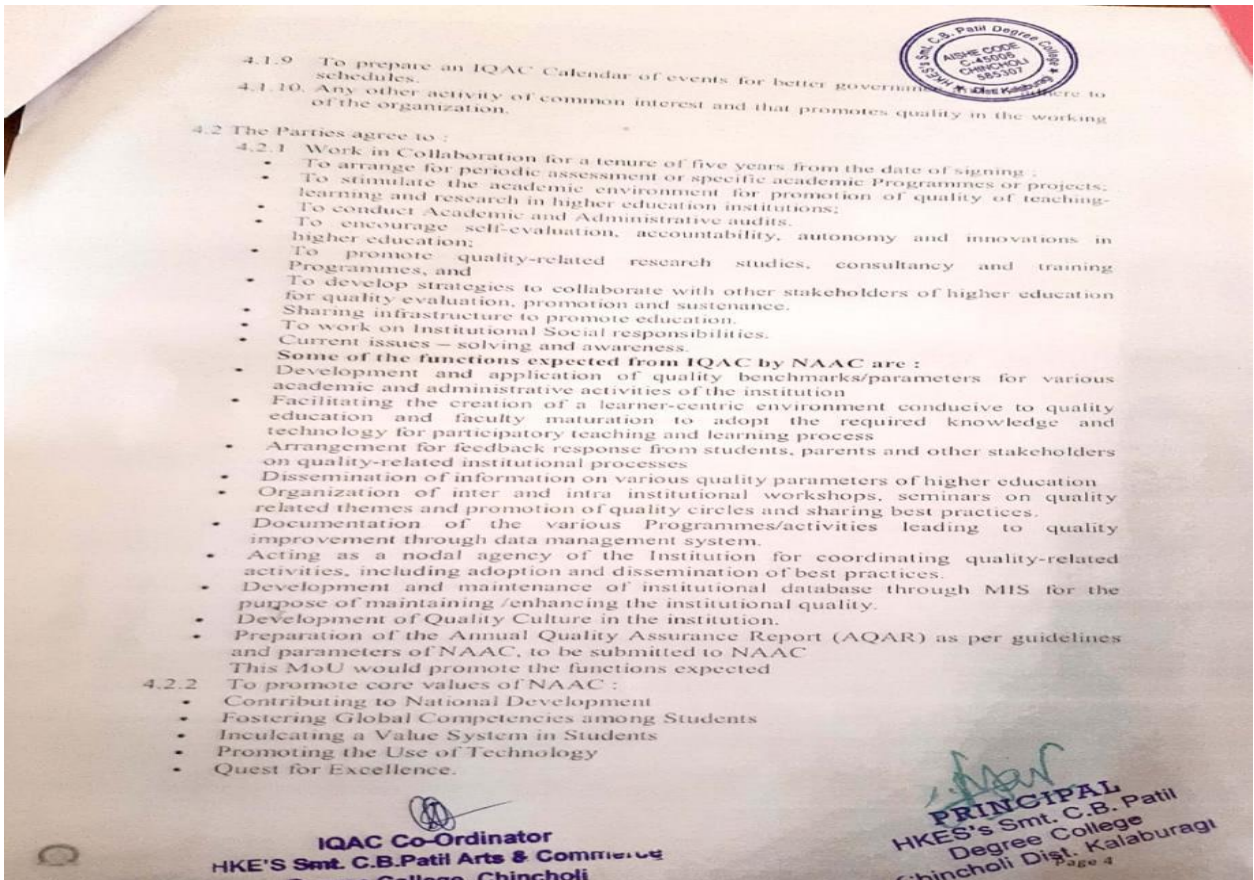 HKES's Smt. C.B. Patil Degree College
AISHE CODE
C-45006
CHINCHOLI
585307
Dist Kalaburagi
4.1.9 To prepare an IQAC Calendar of events for better governance to
schedules.
4.1.10. Any other activity of common interest and that promotes quality in the working
of the organization.
4.2 The Parties agree to :
4.2.1 Work in Collaboration for a tenure of five years from the date of signing ;
• To arrange for periodic assessment or specific academic Programmes or projects;
• To stimulate the academic environment for promotion of quality of teaching-
learning and research in higher education institutions;
• To conduct Academic and Administrative audits.
• To encourage self-evaluation, accountability, autonomy and innovations in
higher education;
• To promote quality-related research studies, consultancy and training
Programmes, and
• To develop strategies to collaborate with other stakeholders of higher education
for quality evaluation, promotion and sustenance.
• Sharing infrastructure to promote education.
• To work on Institutional Social responsibilities.
• Current issues – solving and awareness.
Some of the functions expected from IQAC by NAAC are :
• Development and application of quality benchmarks/parameters for various
academic and administrative activities of the institution
• Facilitating the creation of a learner-centric environment conducive to quality
education and faculty maturation to adopt the required knowledge and
technology for participatory teaching and learning process
• Arrangement for feedback response from students, parents and other stakeholders
on quality-related institutional processes
• Dissemination of information on various quality parameters of higher education
• Organization of inter and intra institutional workshops, seminars on quality
related themes and promotion of quality circles and sharing best practices.
• Documentation of the various Programmes/activities leading to quality
improvement through data management system.
• Acting as a nodal agency of the Institution for coordinating quality-related
activities, including adoption and dissemination of best practices.
• Development and maintenance of institutional database through MIS for the
purpose of maintaining /enhancing the institutional quality.
• Development of Quality Culture in the institution.
• Preparation of the Annual Quality Assurance Report (AQAR) as per guidelines
and parameters of NAAC, to be submitted to NAAC
This MoU would promote the functions expected
4.2.2 To promote core values of NAAC :
• Contributing to National Development
• Fostering Global Competencies among Students
• Inculcating a Value System in Students
• Promoting the Use of Technology
• Quest for Excellence.
IQAC Co-Ordinator
HKE'S Smt. C.B.Patil Arts & Commerce
College, Chincholi
PRINCIPAL
HKES's Smt. C.B. Patil
Degree College
Chincholi Dist. Kalaburagi
Page 4